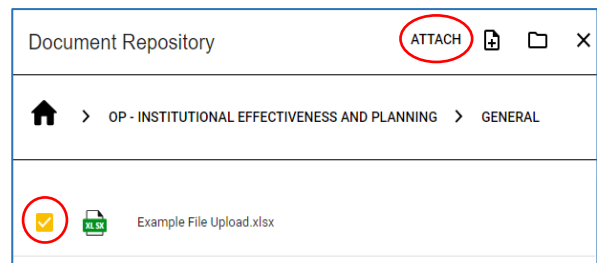 Document Repository ATTACH
OP - INSTITUTIONAL EFFECTIVENESS AND PLANNING > GENERAL
XLSX Example File Upload.xlsx